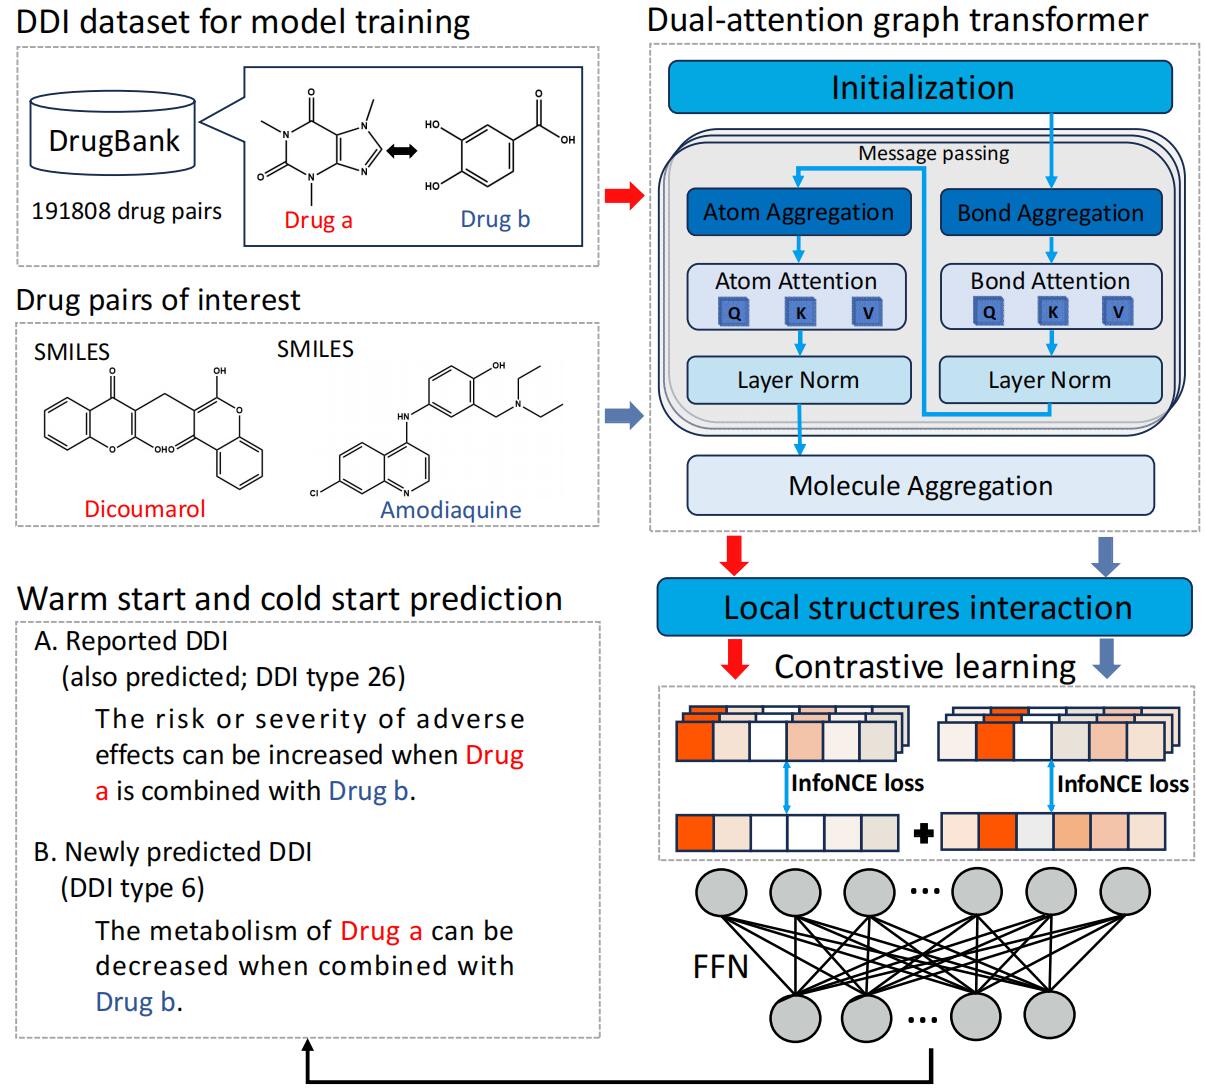 DDI dataset for model training
DrugBank
191808 drug pairs
O
N
N
O
N
N
Drug a
HO
HO
O
OH
Drug b
Drug pairs of interest
SMILES
O
OH
O
O
OH
O
Dicoumarol
SMILES
OH
N
HN
Cl
N
Amodiaquine
Dual-attention graph transformer
Initialization
Message passing
Atom Aggregation
Bond Aggregation
Atom Attention
Q K V
Bond Attention
Q K V
Layer Norm
Layer Norm
Molecule Aggregation
Local structures interaction
Contrastive learning
InfoNCE loss
InfoNCE loss
+
...
FFN
...
Warm start and cold start prediction
A. Reported DDI
(also predicted; DDI type 26)
The risk or severity of adverse
effects can be increased when Drug
a is combined with Drug b.
B. Newly predicted DDI
(DDI type 6)
The metabolism of Drug a can be
decreased when combined with
Drug b.